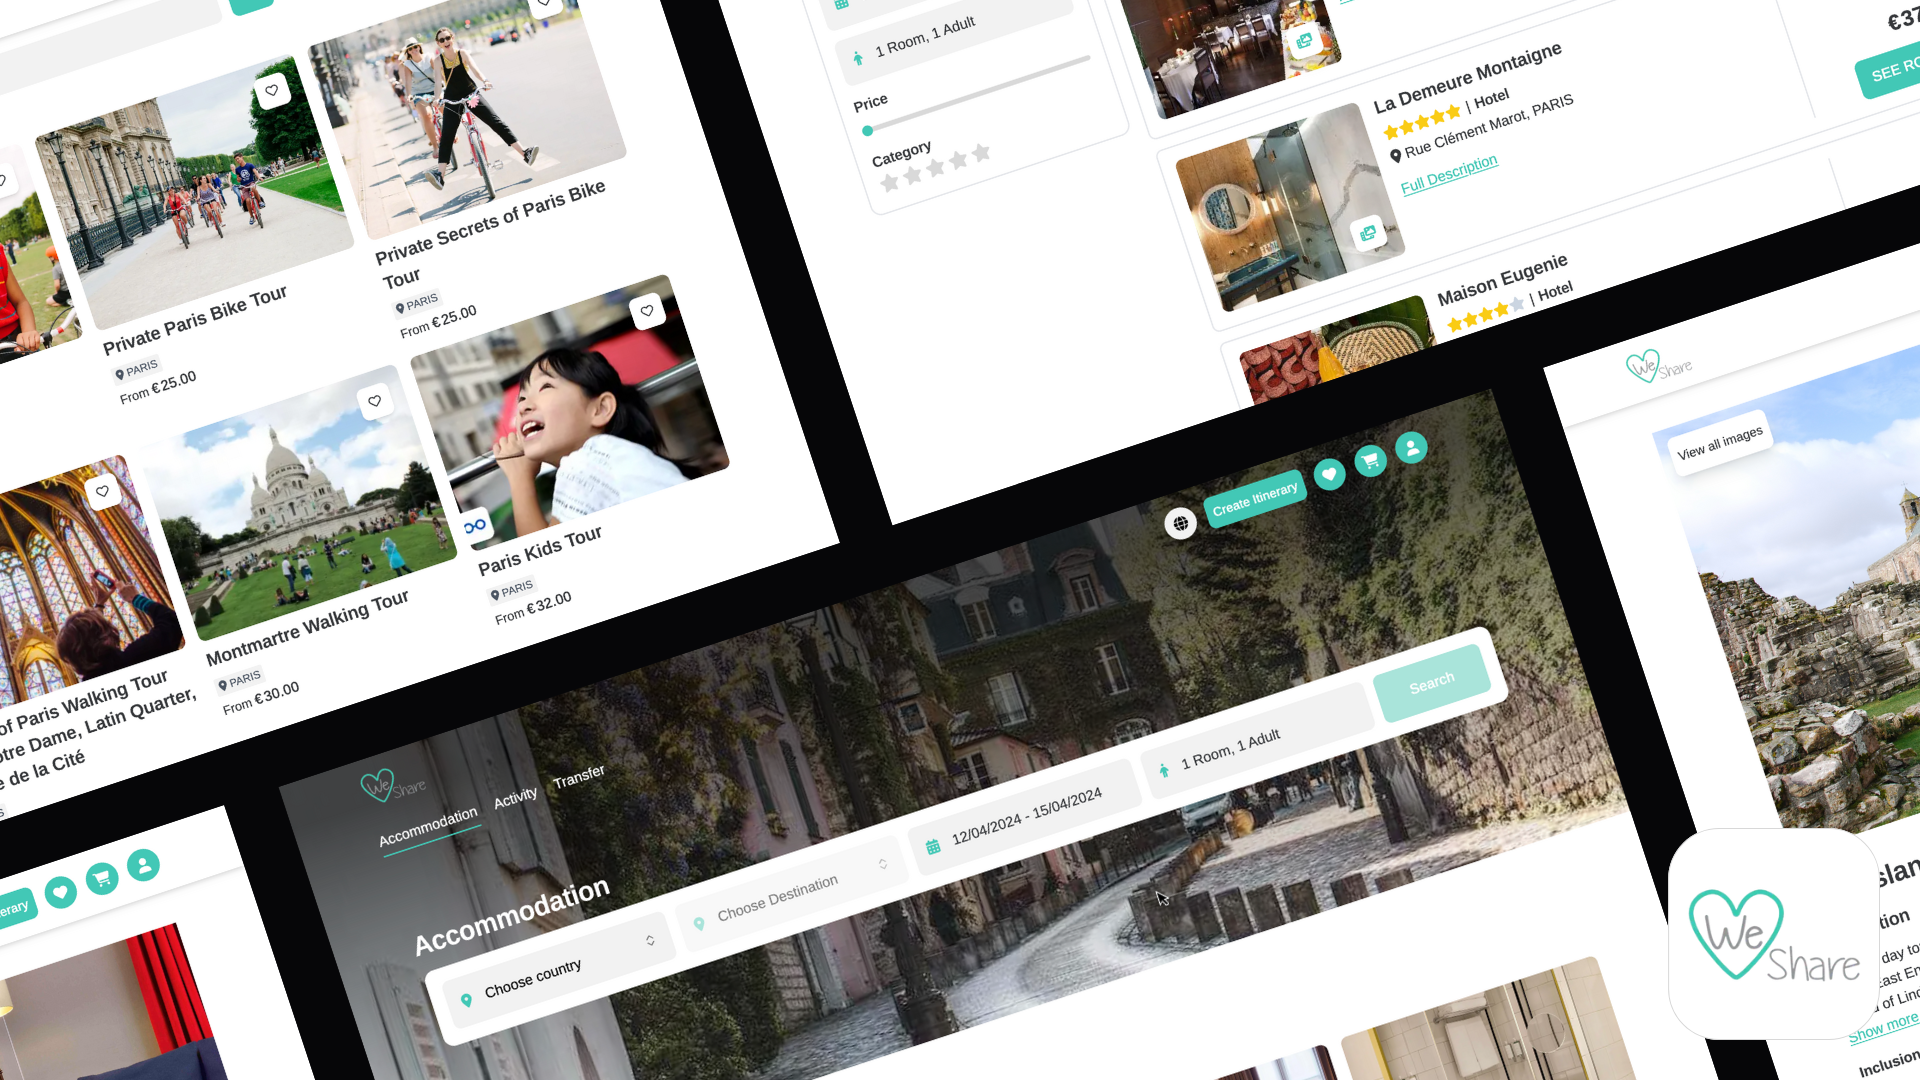 Private Paris Bike Tour
PARIS
From €25.00
Private Secrets of Paris Bike
Tour
PARIS
From €25.00
of Paris Walking Tour
Notre Dame, Latin Quarter,
de la Cité
Montmartre Walking Tour
PARIS
From €30.00
Paris Kids Tour
PARIS
From €32.00
1 Room, 1 Adult
Price
Category
La Demeure Montaigne
| Hotel
Rue Clément Marot, PARIS
Full Description
€37
SEE RO
Maison Eugenie
| Hotel
We Share
Accommodation
Activity
Transfer
Create Itinerary
Accommodation
Choose country
Choose Destination
12/04/2024 - 15/04/2024
1 Room, 1 Adult
Search
erary
We Share
View all images
slan
tion
day to
East En
of Linc
Show more
Inclusion
We Share